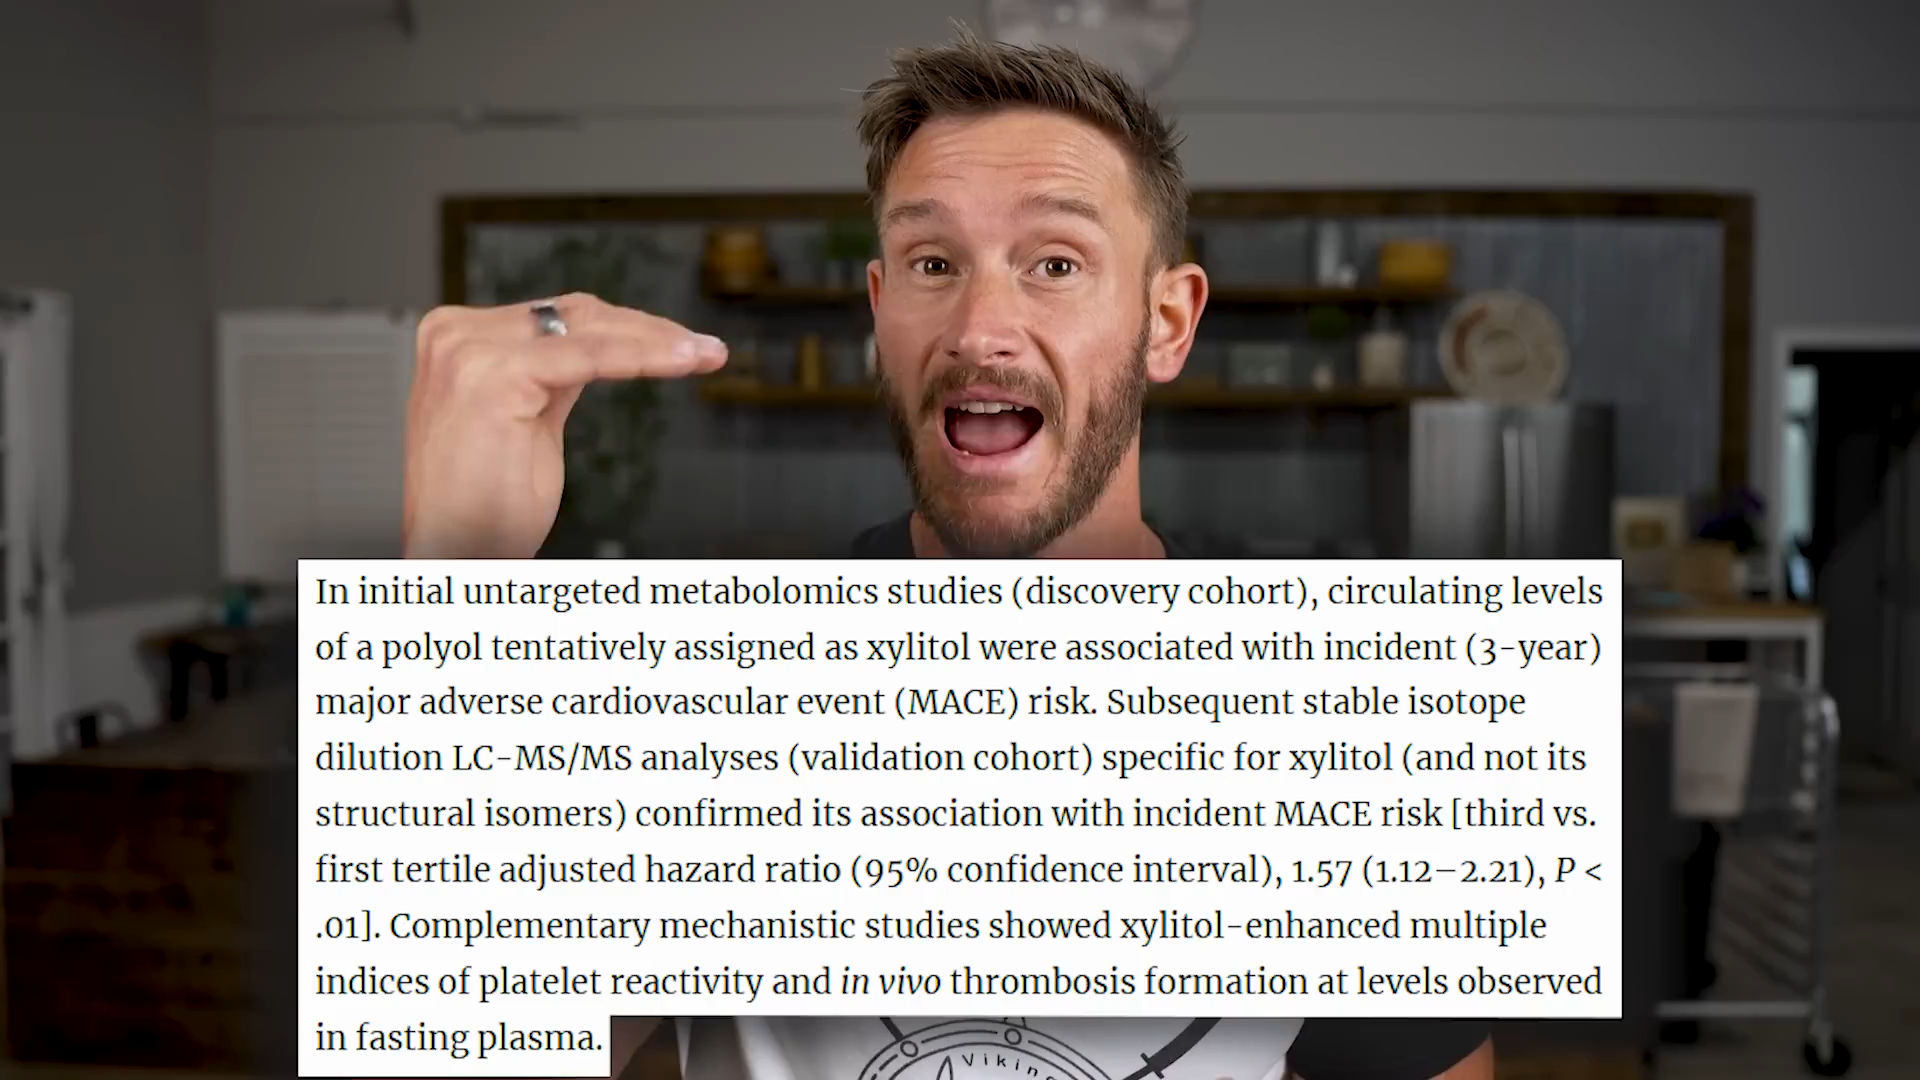 In initial untargeted metabolomics studies (discovery cohort), circulating levels
of a polyol tentatively assigned as xylitol were associated with incident (3-year)
major adverse cardiovascular event (MACE) risk. Subsequent stable isotope
dilution LC-MS/MS analyses (validation cohort) specific for xylitol (and not its
structural isomers) confirmed its association with incident MACE risk [third vs.
first tertile adjusted hazard ratio (95% confidence interval), 1.57 (1.12–2.21), P <
.01]. Complementary mechanistic studies showed xylitol-enhanced multiple
indices of platelet reactivity and in vivo thrombosis formation at levels observed
in fasting plasma.